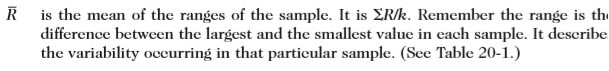 R̄ is the mean of the ranges of the sample. It is ΣR/k. Remember the range is the
difference between the largest and the smallest value in each sample. It describe
the variability occurring in that particular sample. (See Table 20-1.)